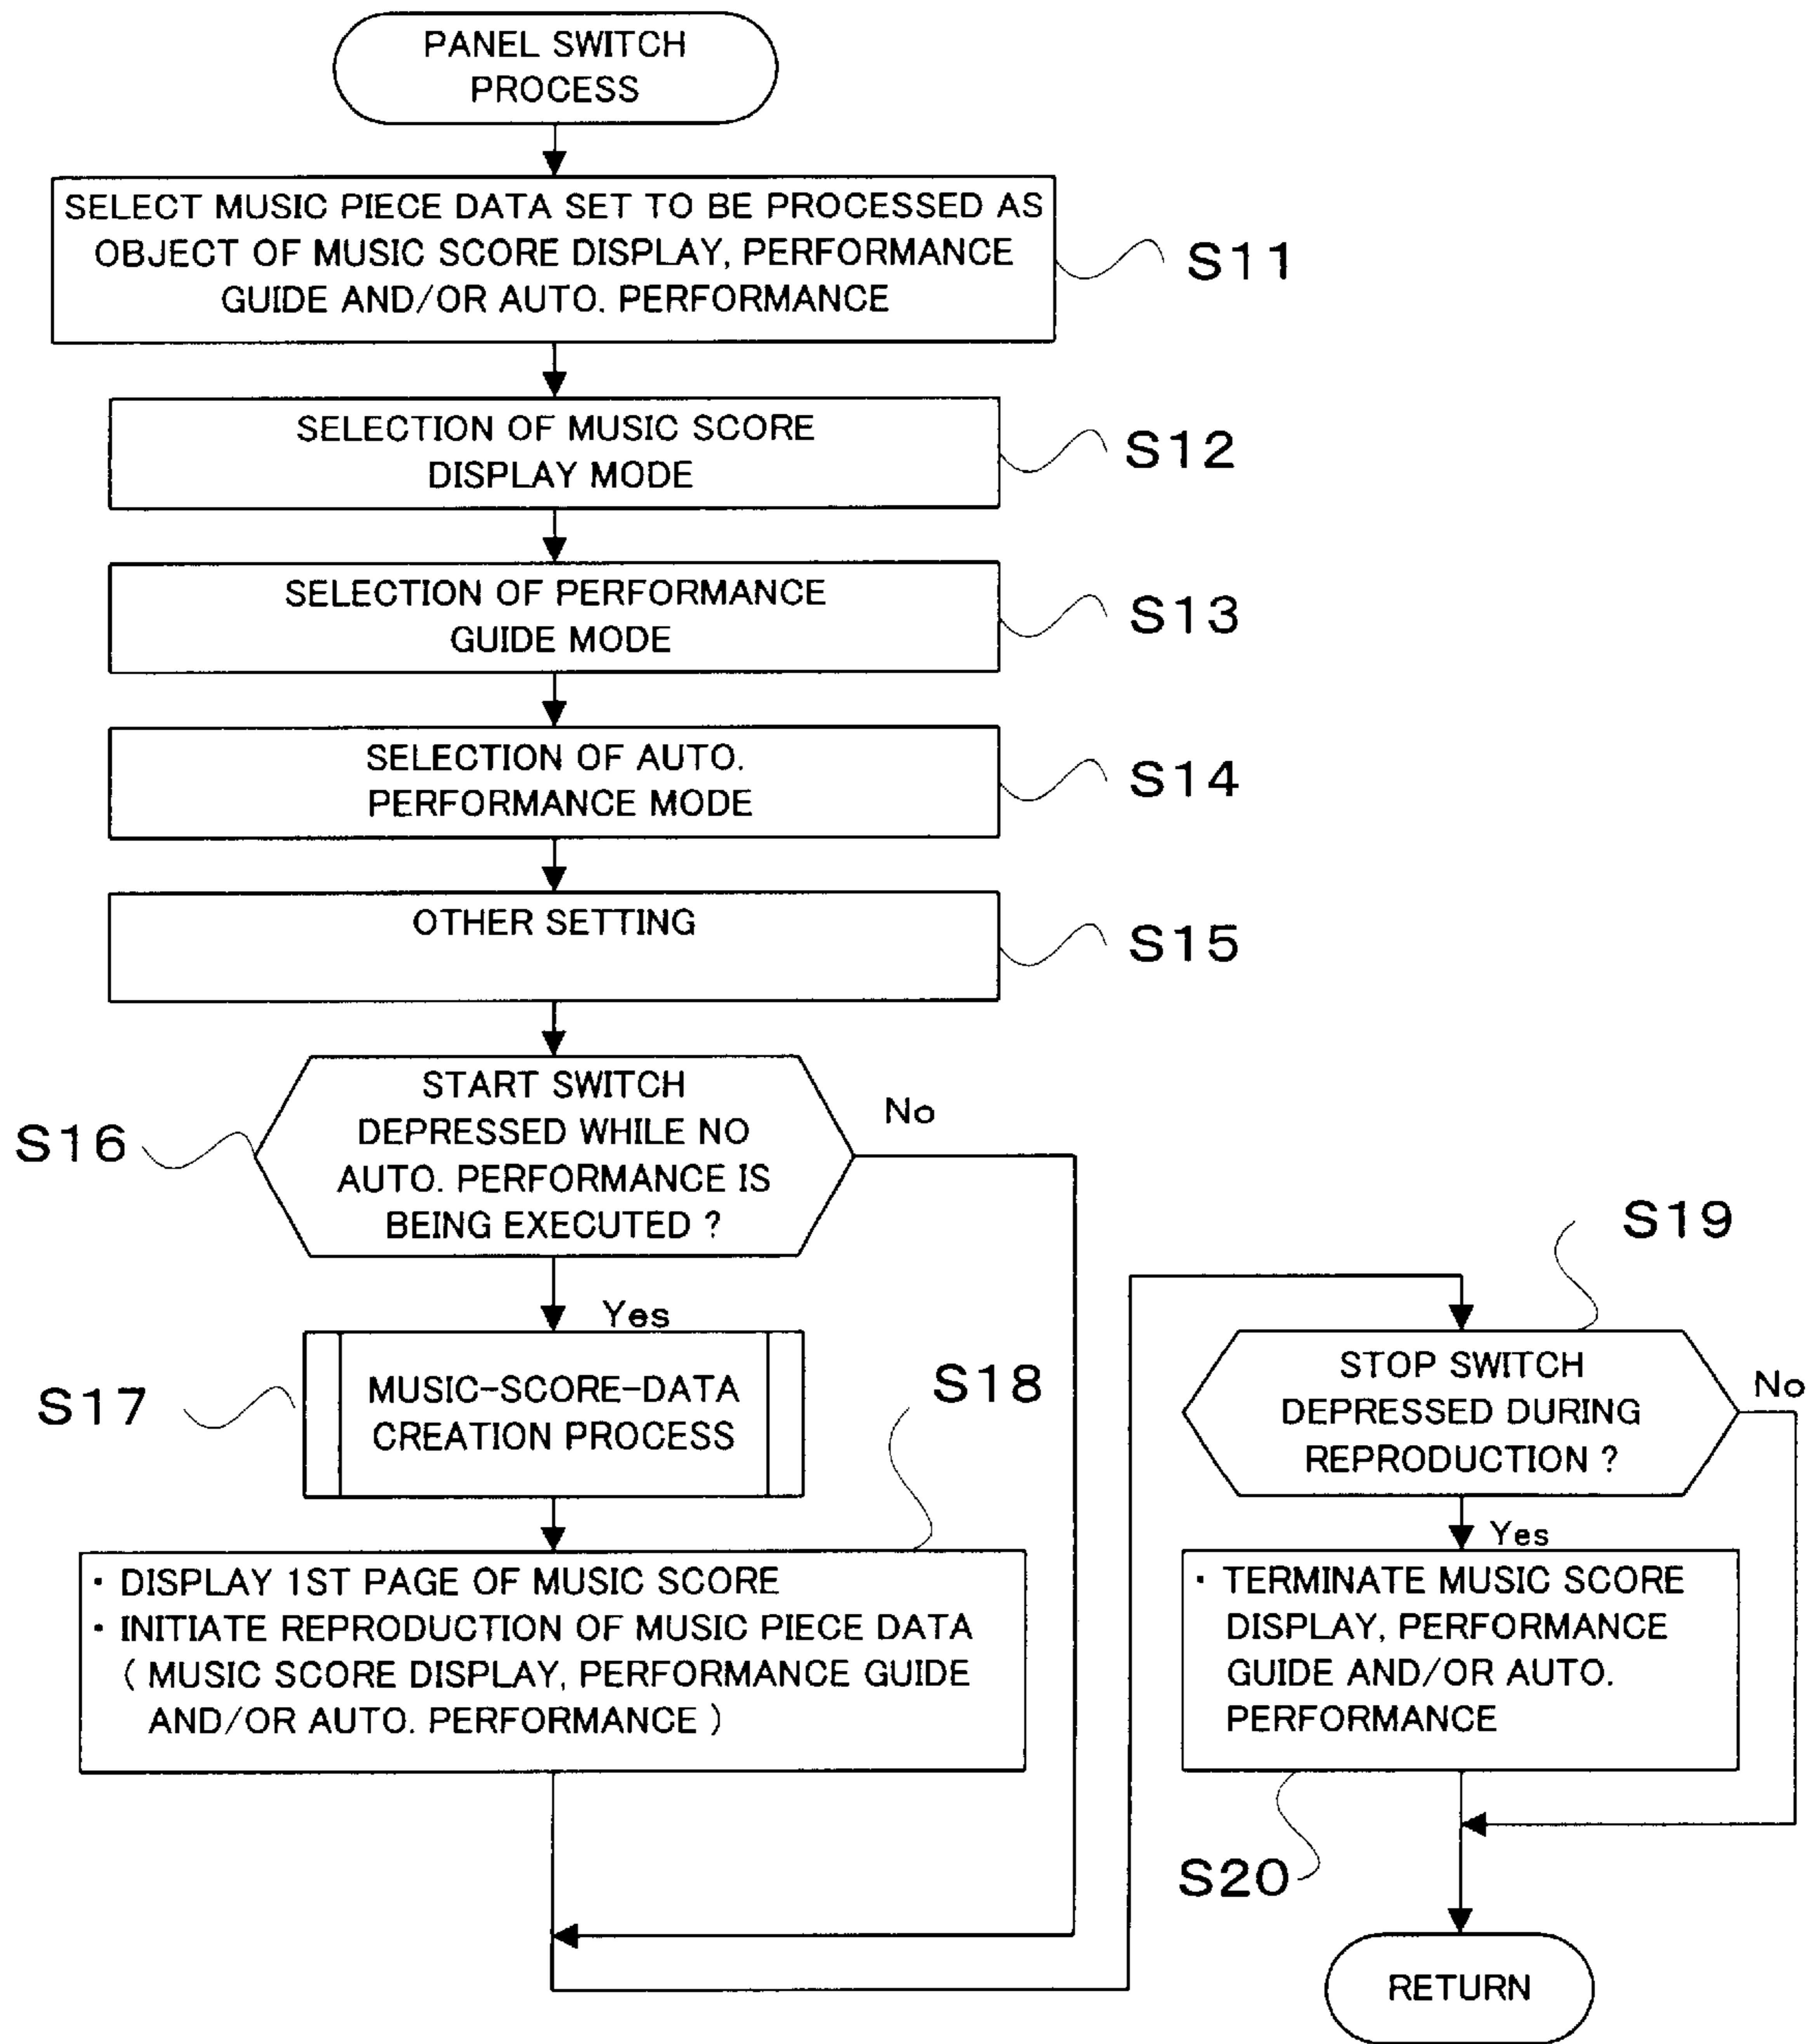 PANEL SWITCH
PROCESS
SELECT MUSIC PIECE DATA SET TO BE PROCESSED AS
OBJECT OF MUSIC SCORE DISPLAY, PERFORMANCE
GUIDE AND/OR AUTO. PERFORMANCE
S11
SELECTION OF MUSIC SCORE
DISPLAY MODE
S12
SELECTION OF PERFORMANCE
GUIDE MODE
S13
SELECTION OF AUTO.
PERFORMANCE MODE
S14
OTHER SETTING
S15
START SWITCH
DEPRESSED WHILE NO
AUTO. PERFORMANCE IS
BEING EXECUTED ?
S16
No
Yes
MUSIC-SCORE-DATA
CREATION PROCESS
S17
S18
・ DISPLAY 1ST PAGE OF MUSIC SCORE
・ INITIATE REPRODUCTION OF MUSIC PIECE DATA
( MUSIC SCORE DISPLAY, PERFORMANCE GUIDE
AND/OR AUTO. PERFORMANCE )
S19
STOP SWITCH
DEPRESSED DURING
REPRODUCTION ?
No
Yes
・ TERMINATE MUSIC SCORE
DISPLAY, PERFORMANCE
GUIDE AND/OR AUTO.
PERFORMANCE
S20
RETURN